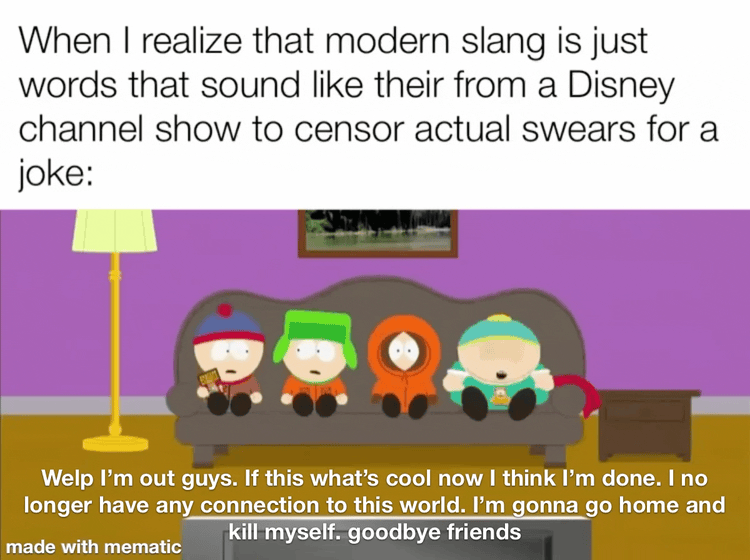 When I realize that modern slang is just
words that sound like their from a Disney
channel show to censor actual swears for a
joke:
Welp I’m out guys. If this what’s cool now I think I’m done. I no
longer have any connection to this world. I’m gonna go home and
kill myself. goodbye friends
made with mematic